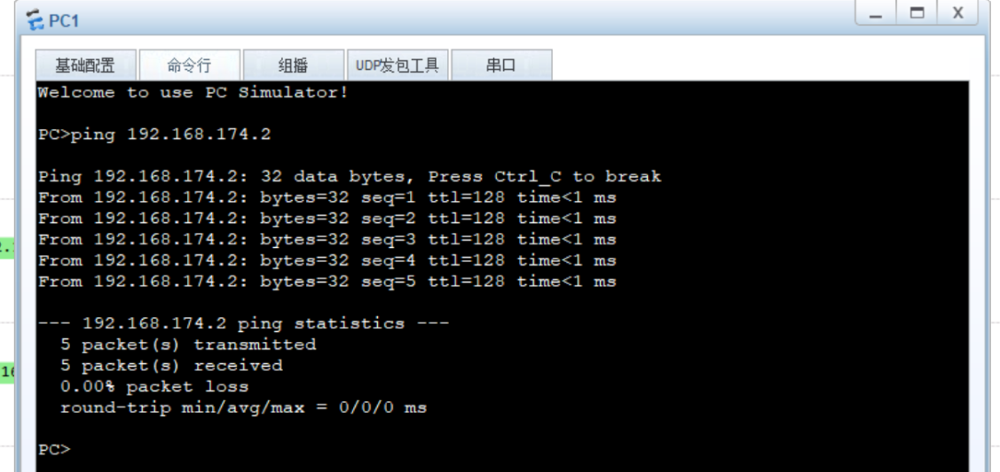 PC1
基础配置 命令行 组播 UDP发包工具 串口
Welcome to use PC Simulator!
PC>ping 192.168.174.2
Ping 192.168.174.2: 32 data bytes, Press Ctrl_C to break
From 192.168.174.2: bytes=32 seq=1 ttl=128 time<1 ms
From 192.168.174.2: bytes=32 seq=2 ttl=128 time<1 ms
From 192.168.174.2: bytes=32 seq=3 ttl=128 time<1 ms
From 192.168.174.2: bytes=32 seq=4 ttl=128 time<1 ms
From 192.168.174.2: bytes=32 seq=5 ttl=128 time<1 ms
--- 192.168.174.2 ping statistics ---
5 packet(s) transmitted
5 packet(s) received
0.00% packet loss
round-trip min/avg/max = 0/0/0 ms
PC>